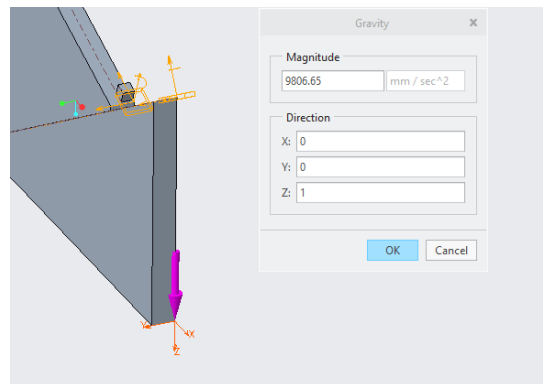 Gravity x
Magnitude
9806.65 mm / sec^2
Direction
X: 0
Y: 0
Z: 1
OK Cancel
Y
X
Z